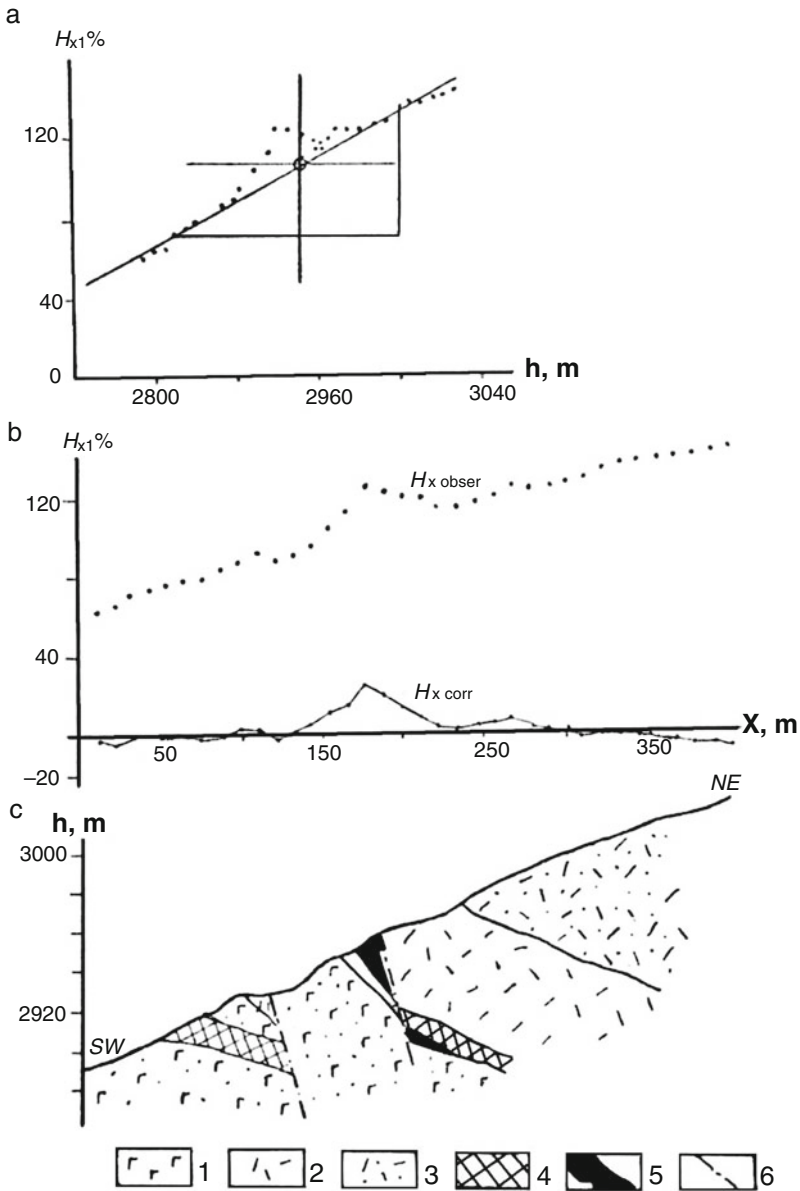 a
Hx1%
120
40
0
2800 2960 3040
h, m
b
Hx1%
120
Hx obser
40
Hx corr
50 150 250 350
X, m
–20
NE
c
h, m
3000
2920
SW
1 2 3 4 5 6